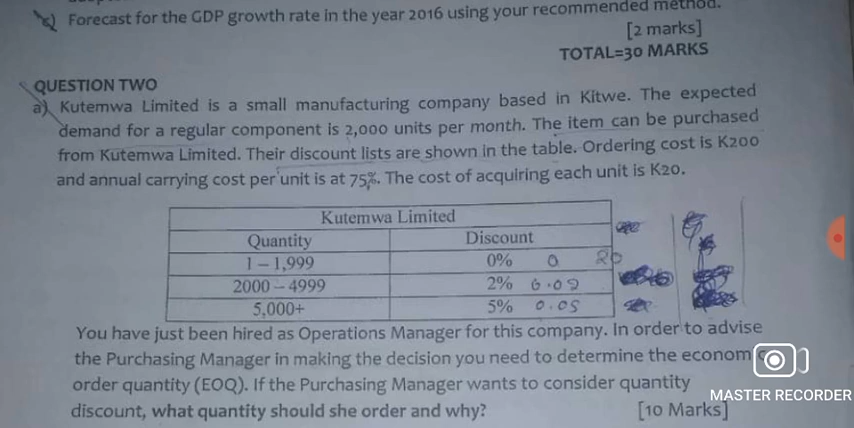 Forecast for the GDP growth rate in the year 2016 using your recommended method.
[2 marks]
TOTAL=30 MARKS
QUESTION TWO
a) Kutemwa Limited is a small manufacturing company based in Kitwe. The expected
demand for a regular component is 2,000 units per month. The item can be purchased
from Kutemwa Limited. Their discount lists are shown in the table. Ordering cost is K200
and annual carrying cost per unit is at 75%. The cost of acquiring each unit is K20.
Kutemwa Limited
Quantity Discount
1 – 1,999 0% 0 20
2000 – 4999 2% 0.02
5,000+ 5% 0.05
You have just been hired as Operations Manager for this company. In order to advise
the Purchasing Manager in making the decision you need to determine the econom
order quantity (EOQ). If the Purchasing Manager wants to consider quantity
discount, what quantity should she order and why? [10 Marks]
MASTER RECORDER